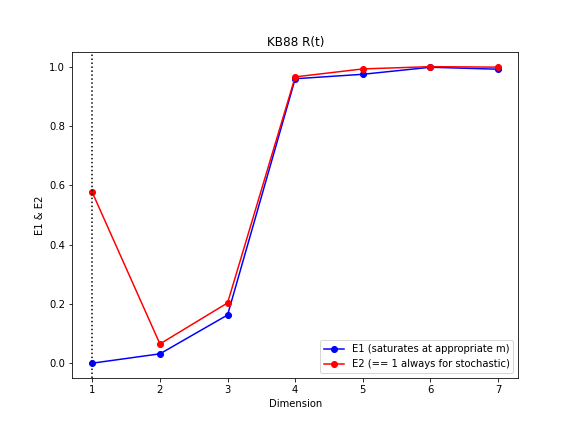 KB88 R(t)
1.0
0.8
0.6
0.4
0.2
0.0
E1 & E2
E1 (saturates at appropriate m)
E2 (== 1 always for stochastic)
1 2 3 4 5 6 7
Dimension